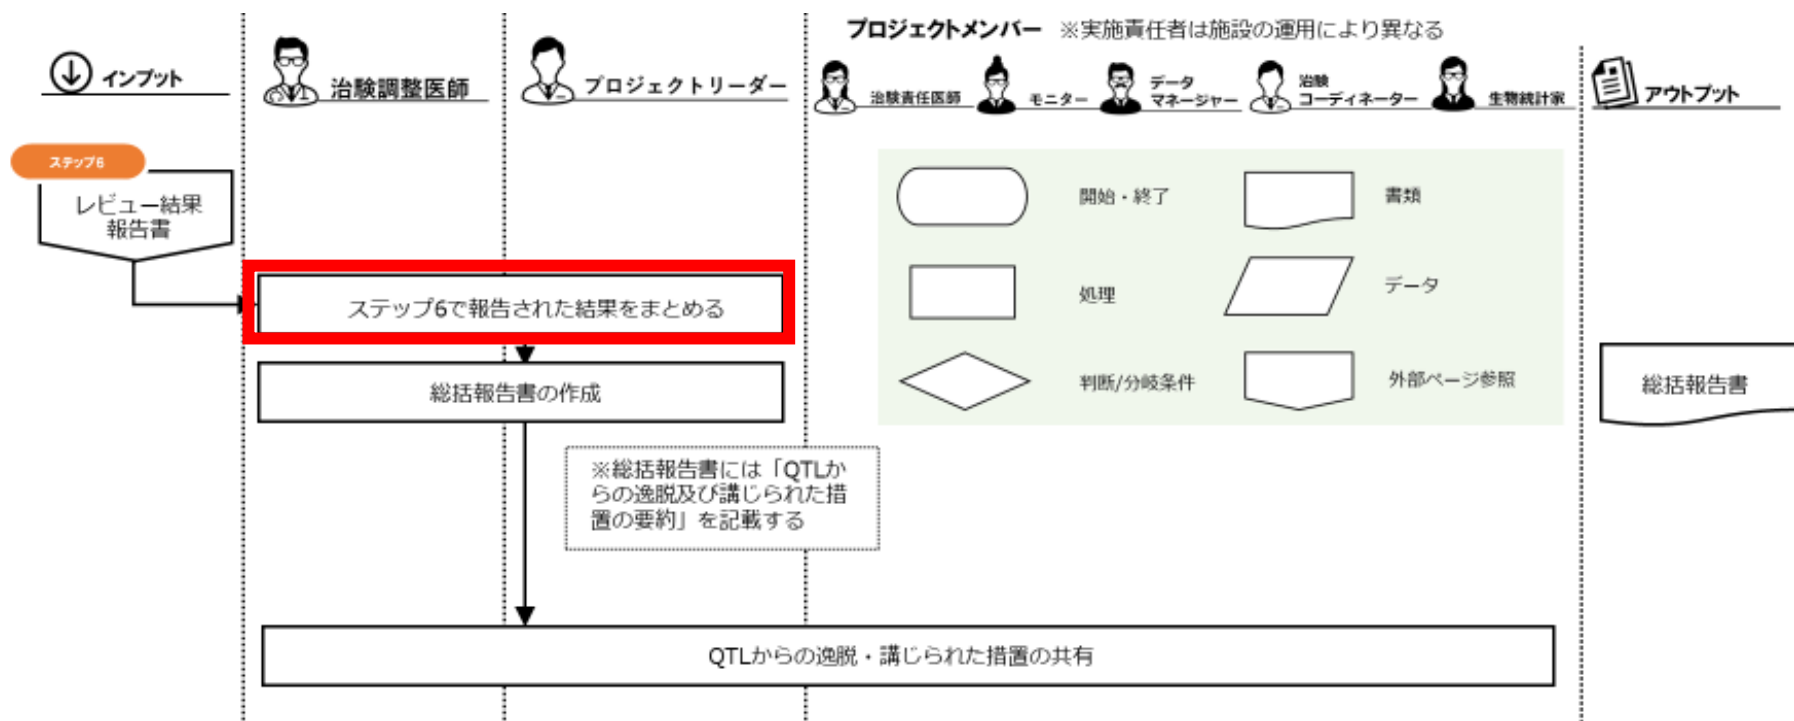 プロジェクトメンバー ※実施責任者は施設の運用により異なる
インプット
治験調整医師
プロジェクトリーダー
治験責任医師
モニター
データ
マネージャー
治験
コーディネーター
生物統計家
アウトプット
ステップ6
レビュー結果
報告書
開始・終了
書類
処理
データ
判断/分岐条件
外部ページ参照
ステップ6で報告された結果をまとめる
総括報告書の作成
総括報告書
※総括報告書には「QTLか
らの逸脱及び講じられた措
置の要約」を記載する
QTLからの逸脱・講じられた措置の共有